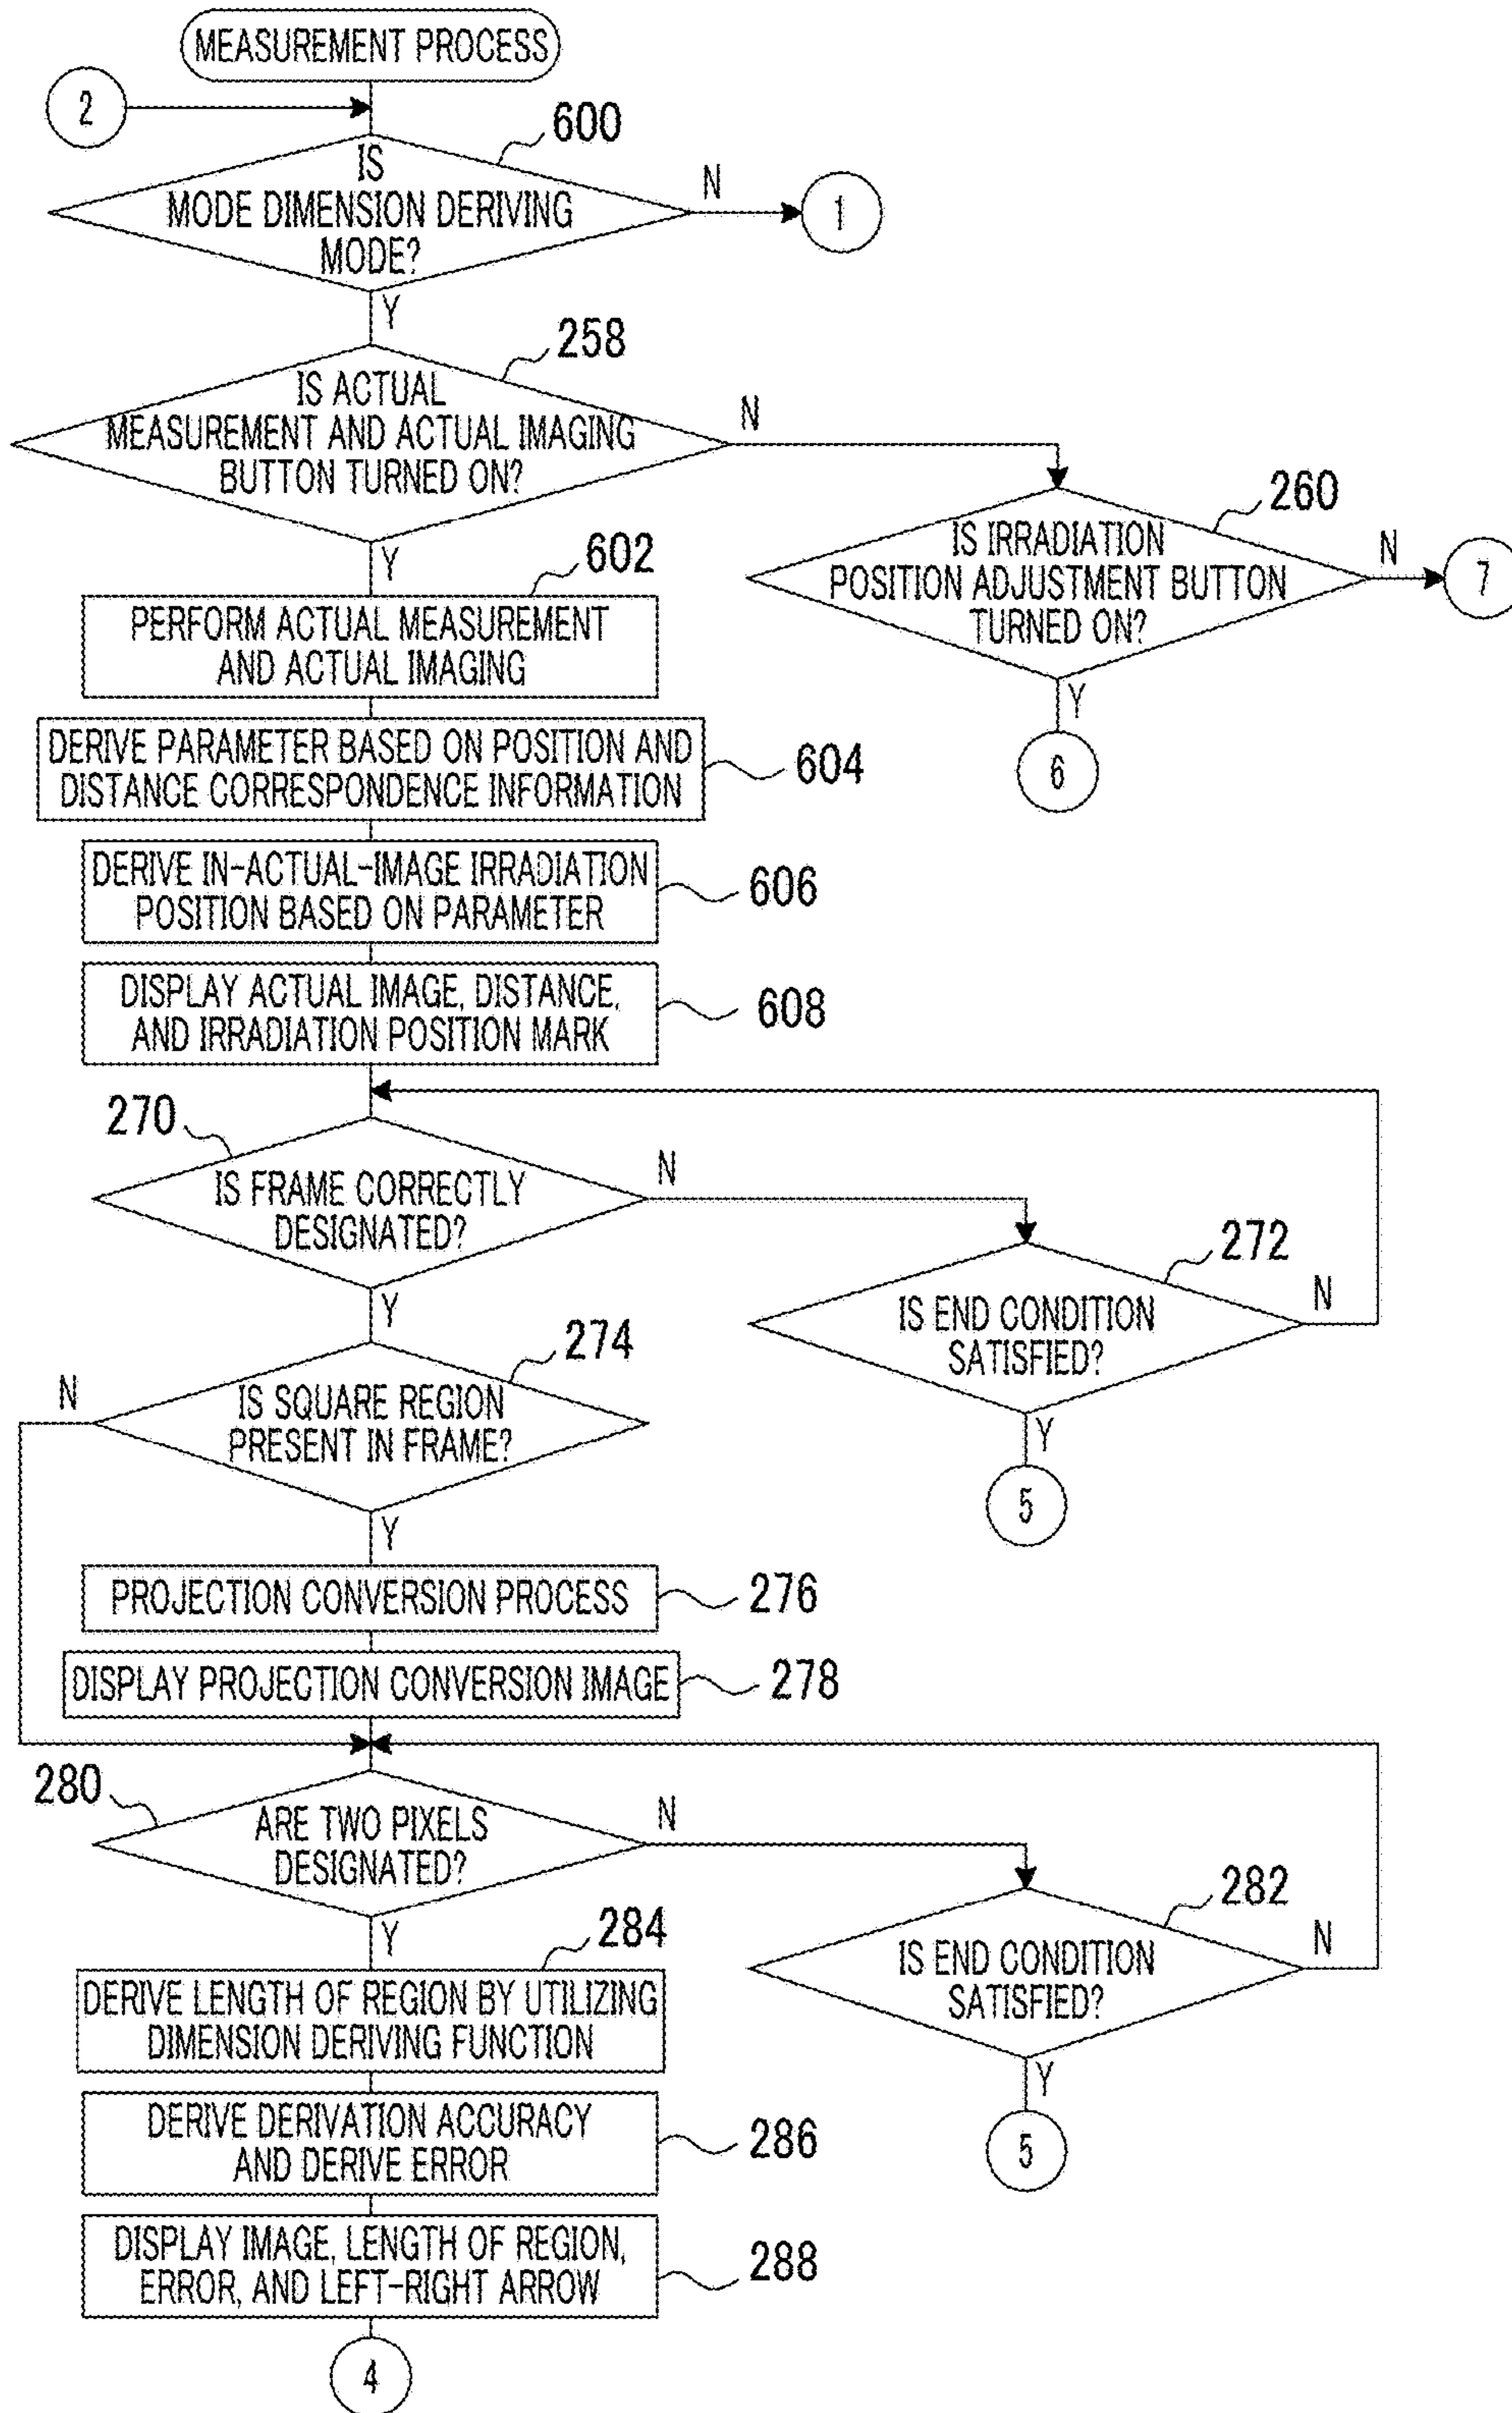 MEASUREMENT PROCESS
2
600
IS
MODE DIMENSION DERIVING
MODE?
N
1
Y
258
IS ACTUAL
MEASUREMENT AND ACTUAL IMAGING
BUTTON TURNED ON?
N
260
IS IRRADIATION
POSITION ADJUSTMENT BUTTON
TURNED ON?
N
7
Y
6
Y
602
PERFORM ACTUAL MEASUREMENT
AND ACTUAL IMAGING
DERIVE PARAMETER BASED ON POSITION AND
DISTANCE CORRESPONDENCE INFORMATION
604
DERIVE IN-ACTUAL-IMAGE IRRADIATION
POSITION BASED ON PARAMETER
606
DISPLAY ACTUAL IMAGE, DISTANCE,
AND IRRADIATION POSITION MARK
608
270
IS FRAME CORRECTLY
DESIGNATED?
N
272
IS END CONDITION
SATISFIED?
N
Y
5
Y
274
IS SQUARE REGION
PRESENT IN FRAME?
N
Y
PROJECTION CONVERSION PROCESS
276
DISPLAY PROJECTION CONVERSION IMAGE
278
280
ARE TWO PIXELS
DESIGNATED?
N
282
IS END CONDITION
SATISFIED?
N
Y
5
Y
284
DERIVE LENGTH OF REGION BY UTILIZING
DIMENSION DERIVING FUNCTION
DERIVE DERIVATION ACCURACY
AND DERIVE ERROR
286
DISPLAY IMAGE, LENGTH OF REGION,
ERROR, AND LEFT-RIGHT ARROW
288
4